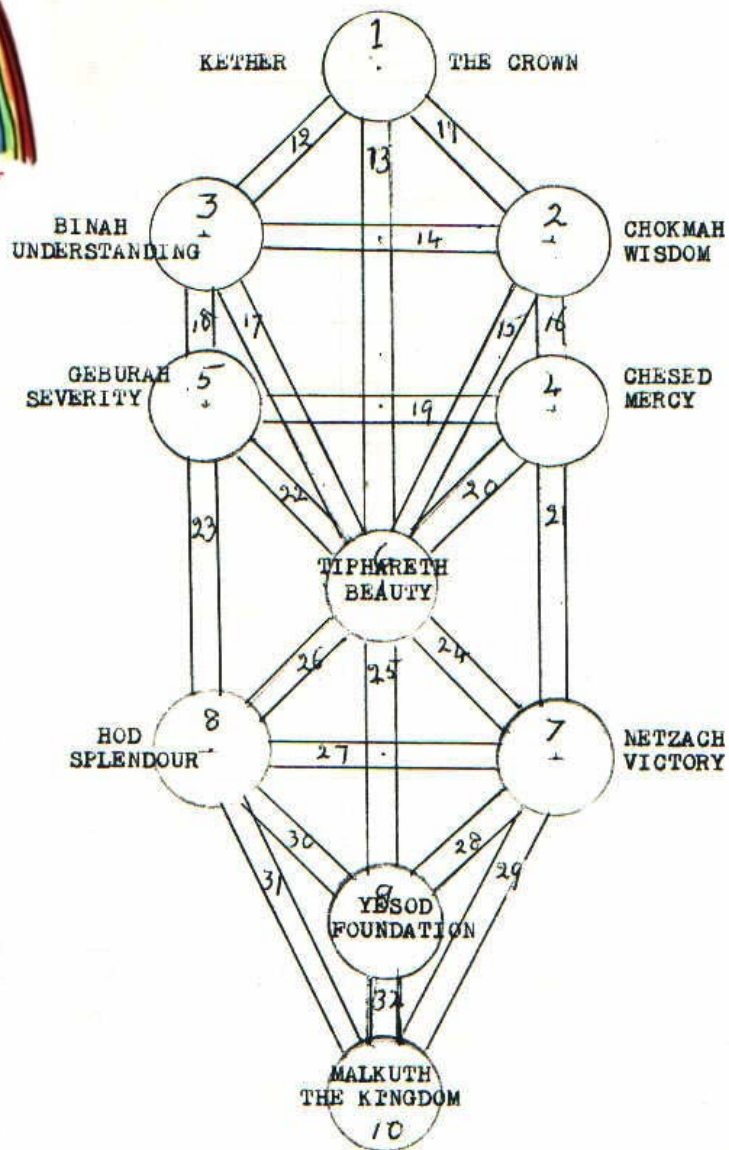 1
KETHER THE CROWN
12 13 11
3 2
BINAH CHOKMAH
UNDERSTANDING WISDOM
14
18 17 15 16
GEBURAH 5 4 CHESED
SEVERITY MERCY
19
22 20
23 21
6
TIPHARETH
BEAUTY
26 25 24
8 7
HOD NETZACH
SPLENDOUR VICTORY
27
30 28
31 29
9
YESOD
FOUNDATION
32
MALKUTH
THE KINGDOM
10